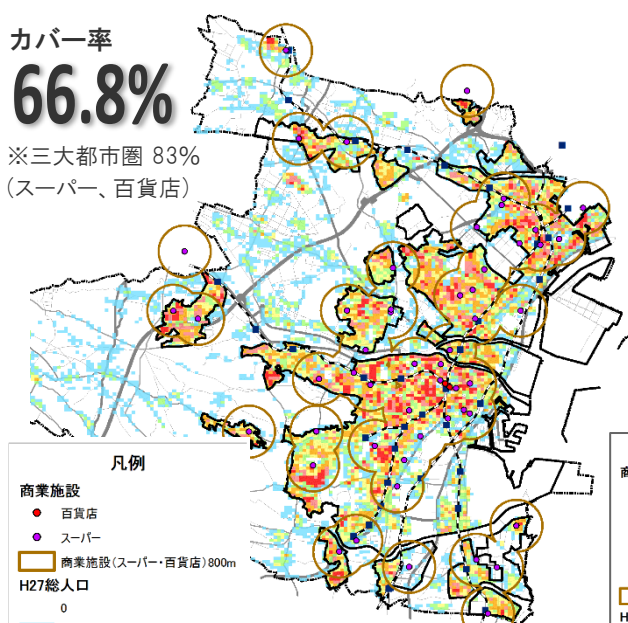 カバー率
66.8%
※三大都市圏 83%
(スーパー、百貨店)
凡例
商業施設
百貨店
スーパー
商業施設(スーパー・百貨店)800m
H27総人口
0
商
H